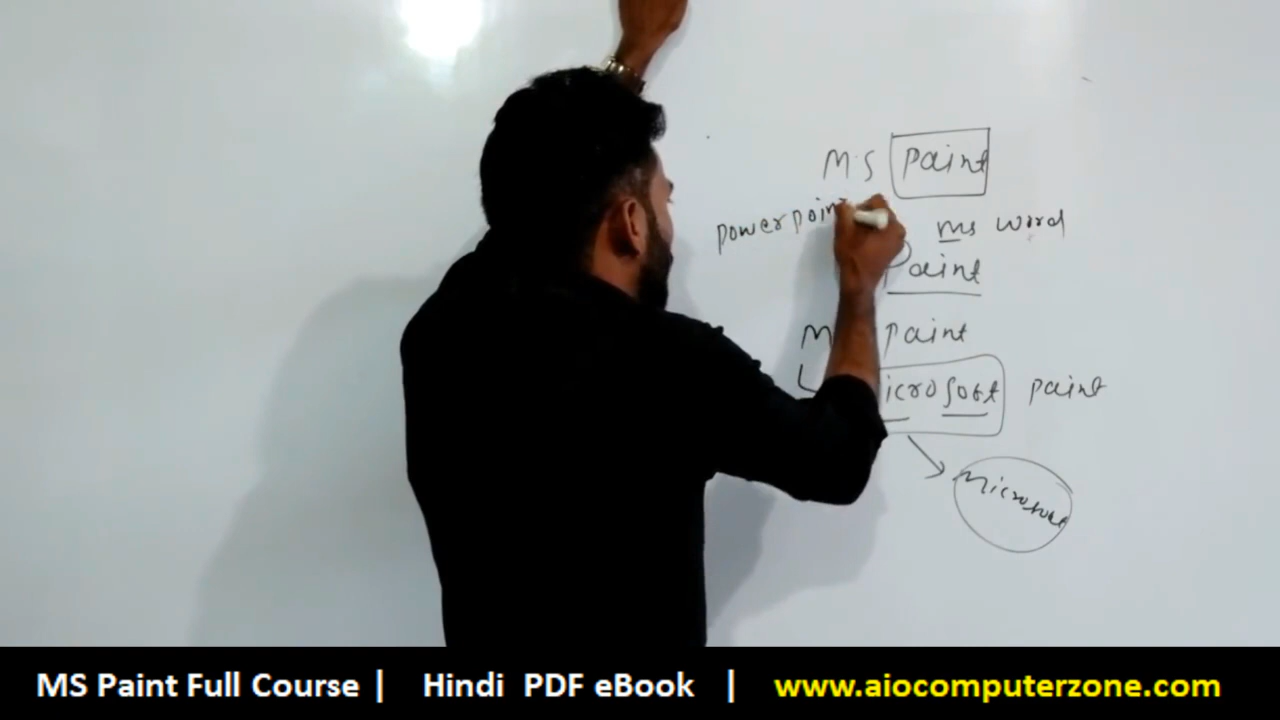 M.S paint
powerpoint ms word
paint
M paint
icrosoft paint
Microsoft
MS Paint Full Course | Hindi PDF eBook | www.aiocomputerzone.com